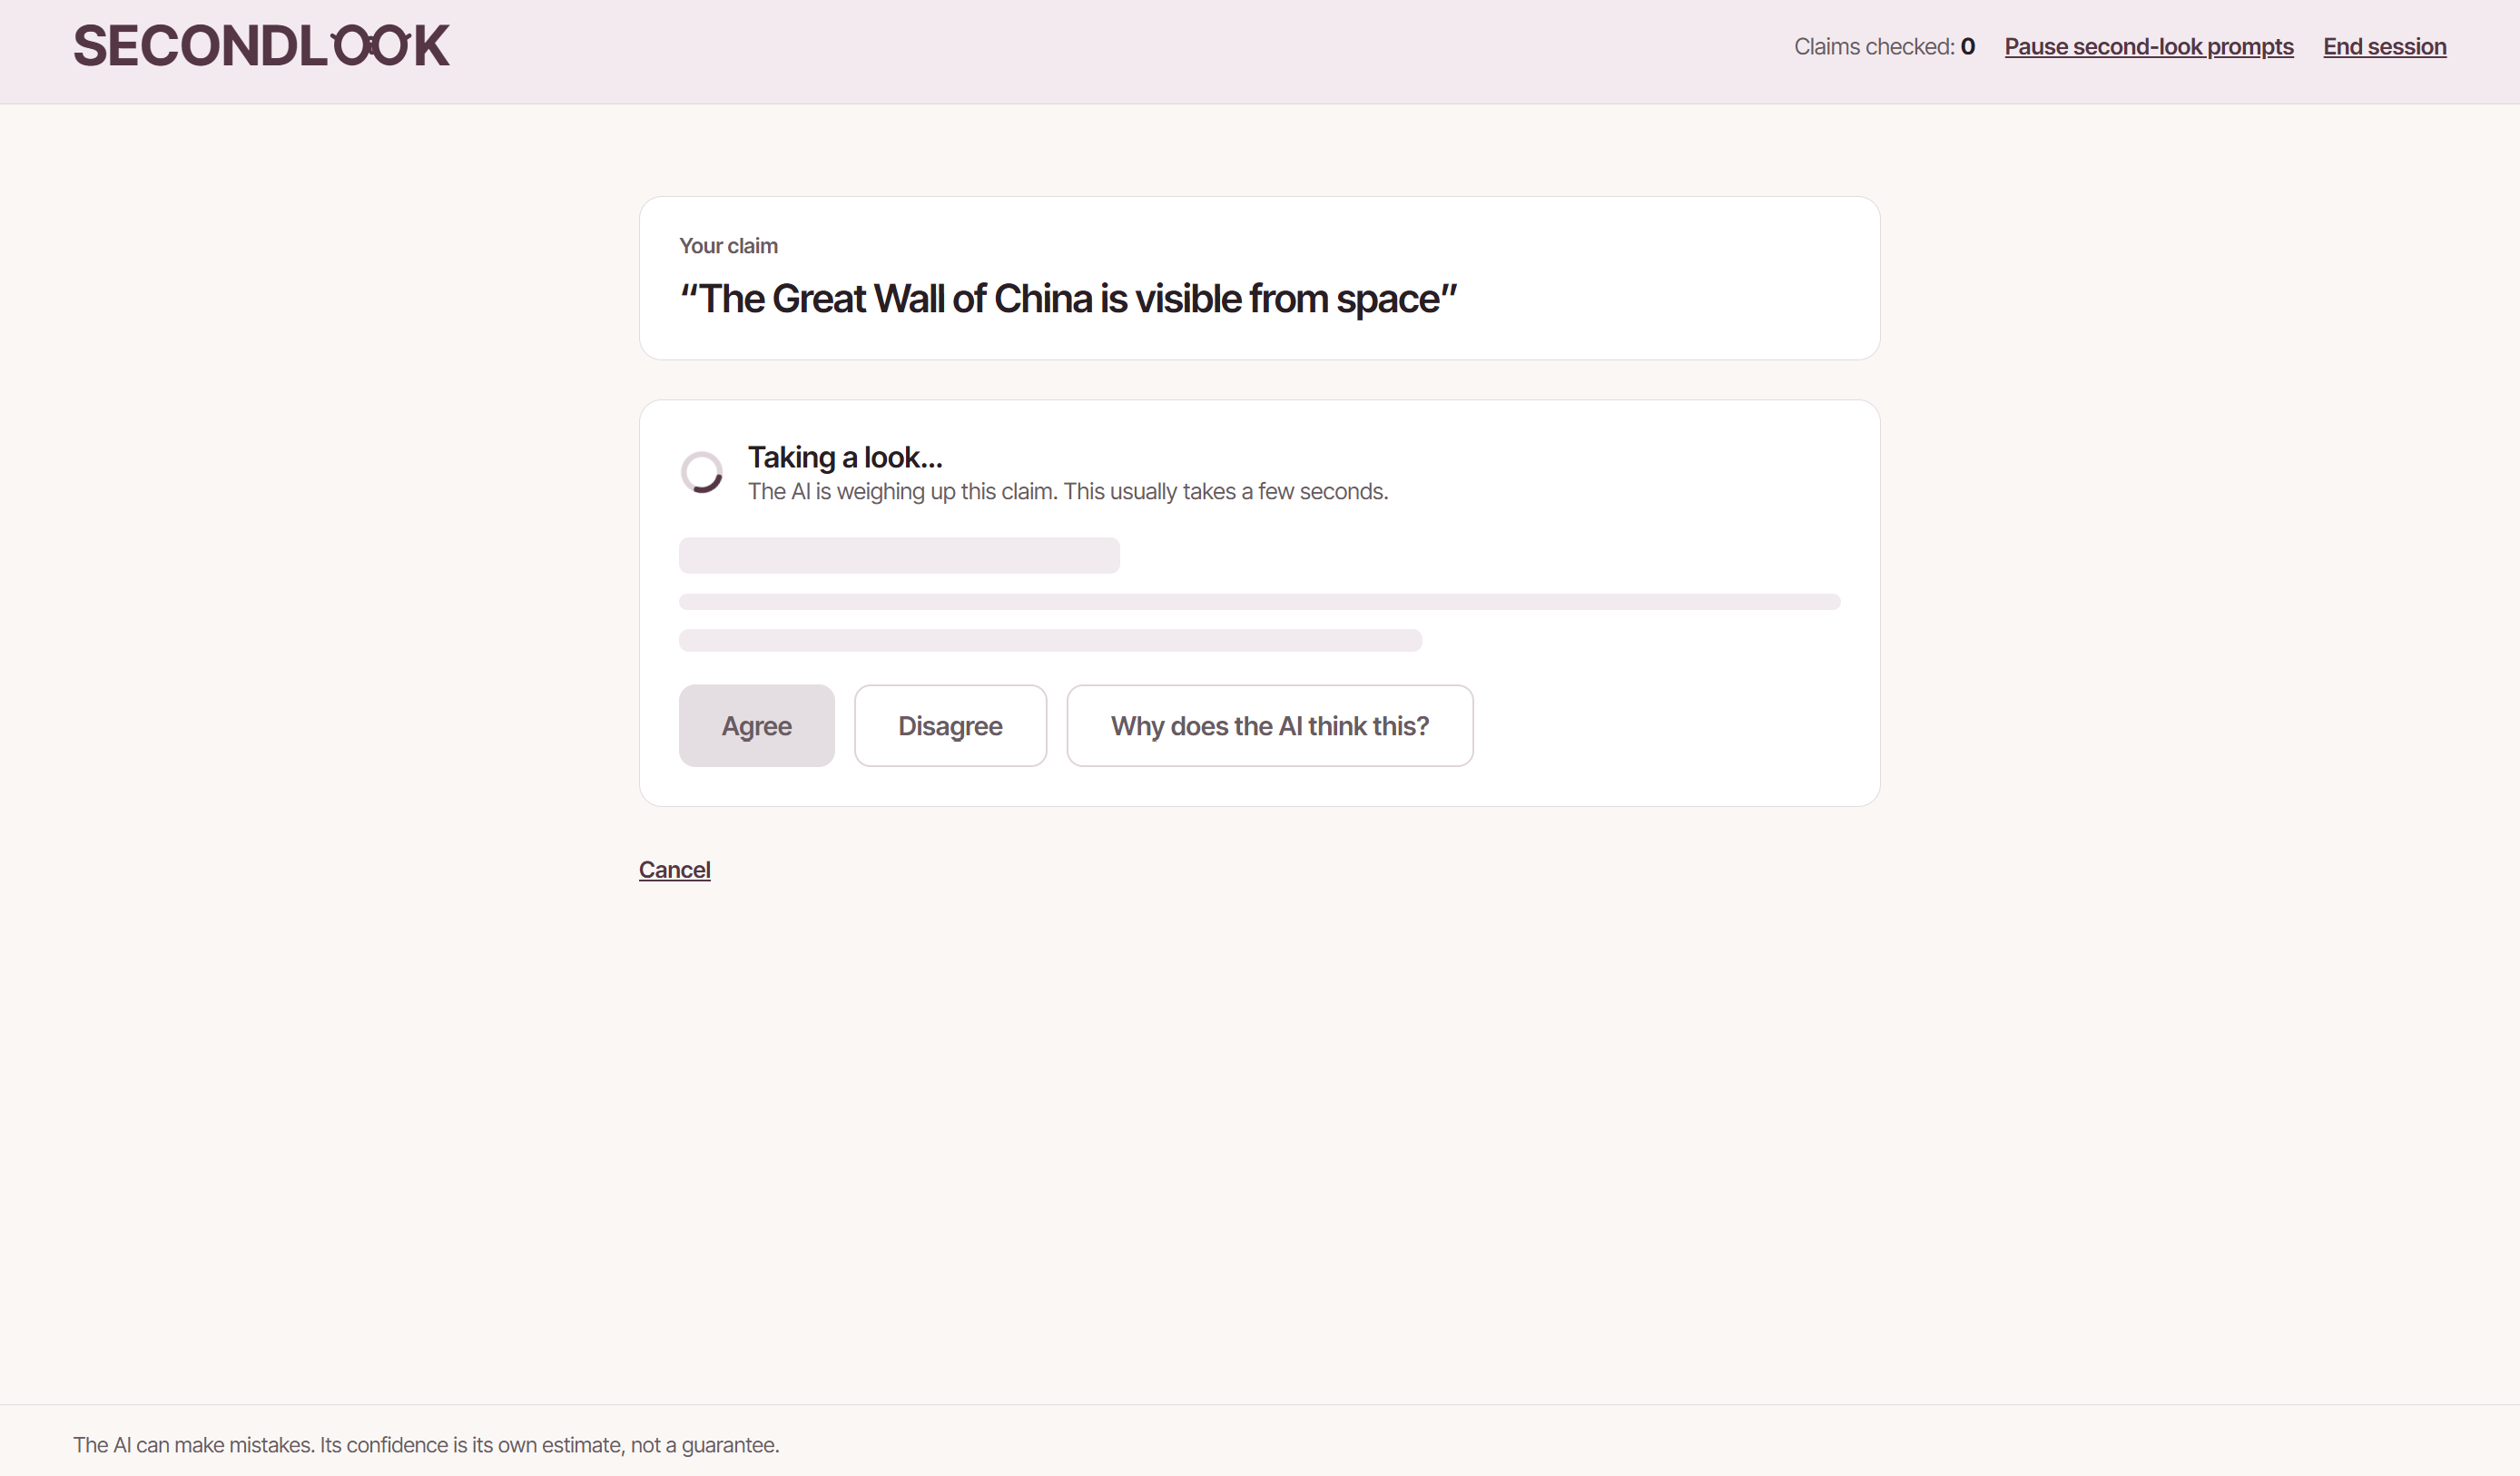 SECONDLOOK
Claims checked: 0 Pause second-look prompts End session
Your claim
“The Great Wall of China is visible from space”
Taking a look...
The AI is weighing up this claim. This usually takes a few seconds.
Agree Disagree Why does the AI think this?
Cancel
The AI can make mistakes. Its confidence is its own estimate, not a guarantee.